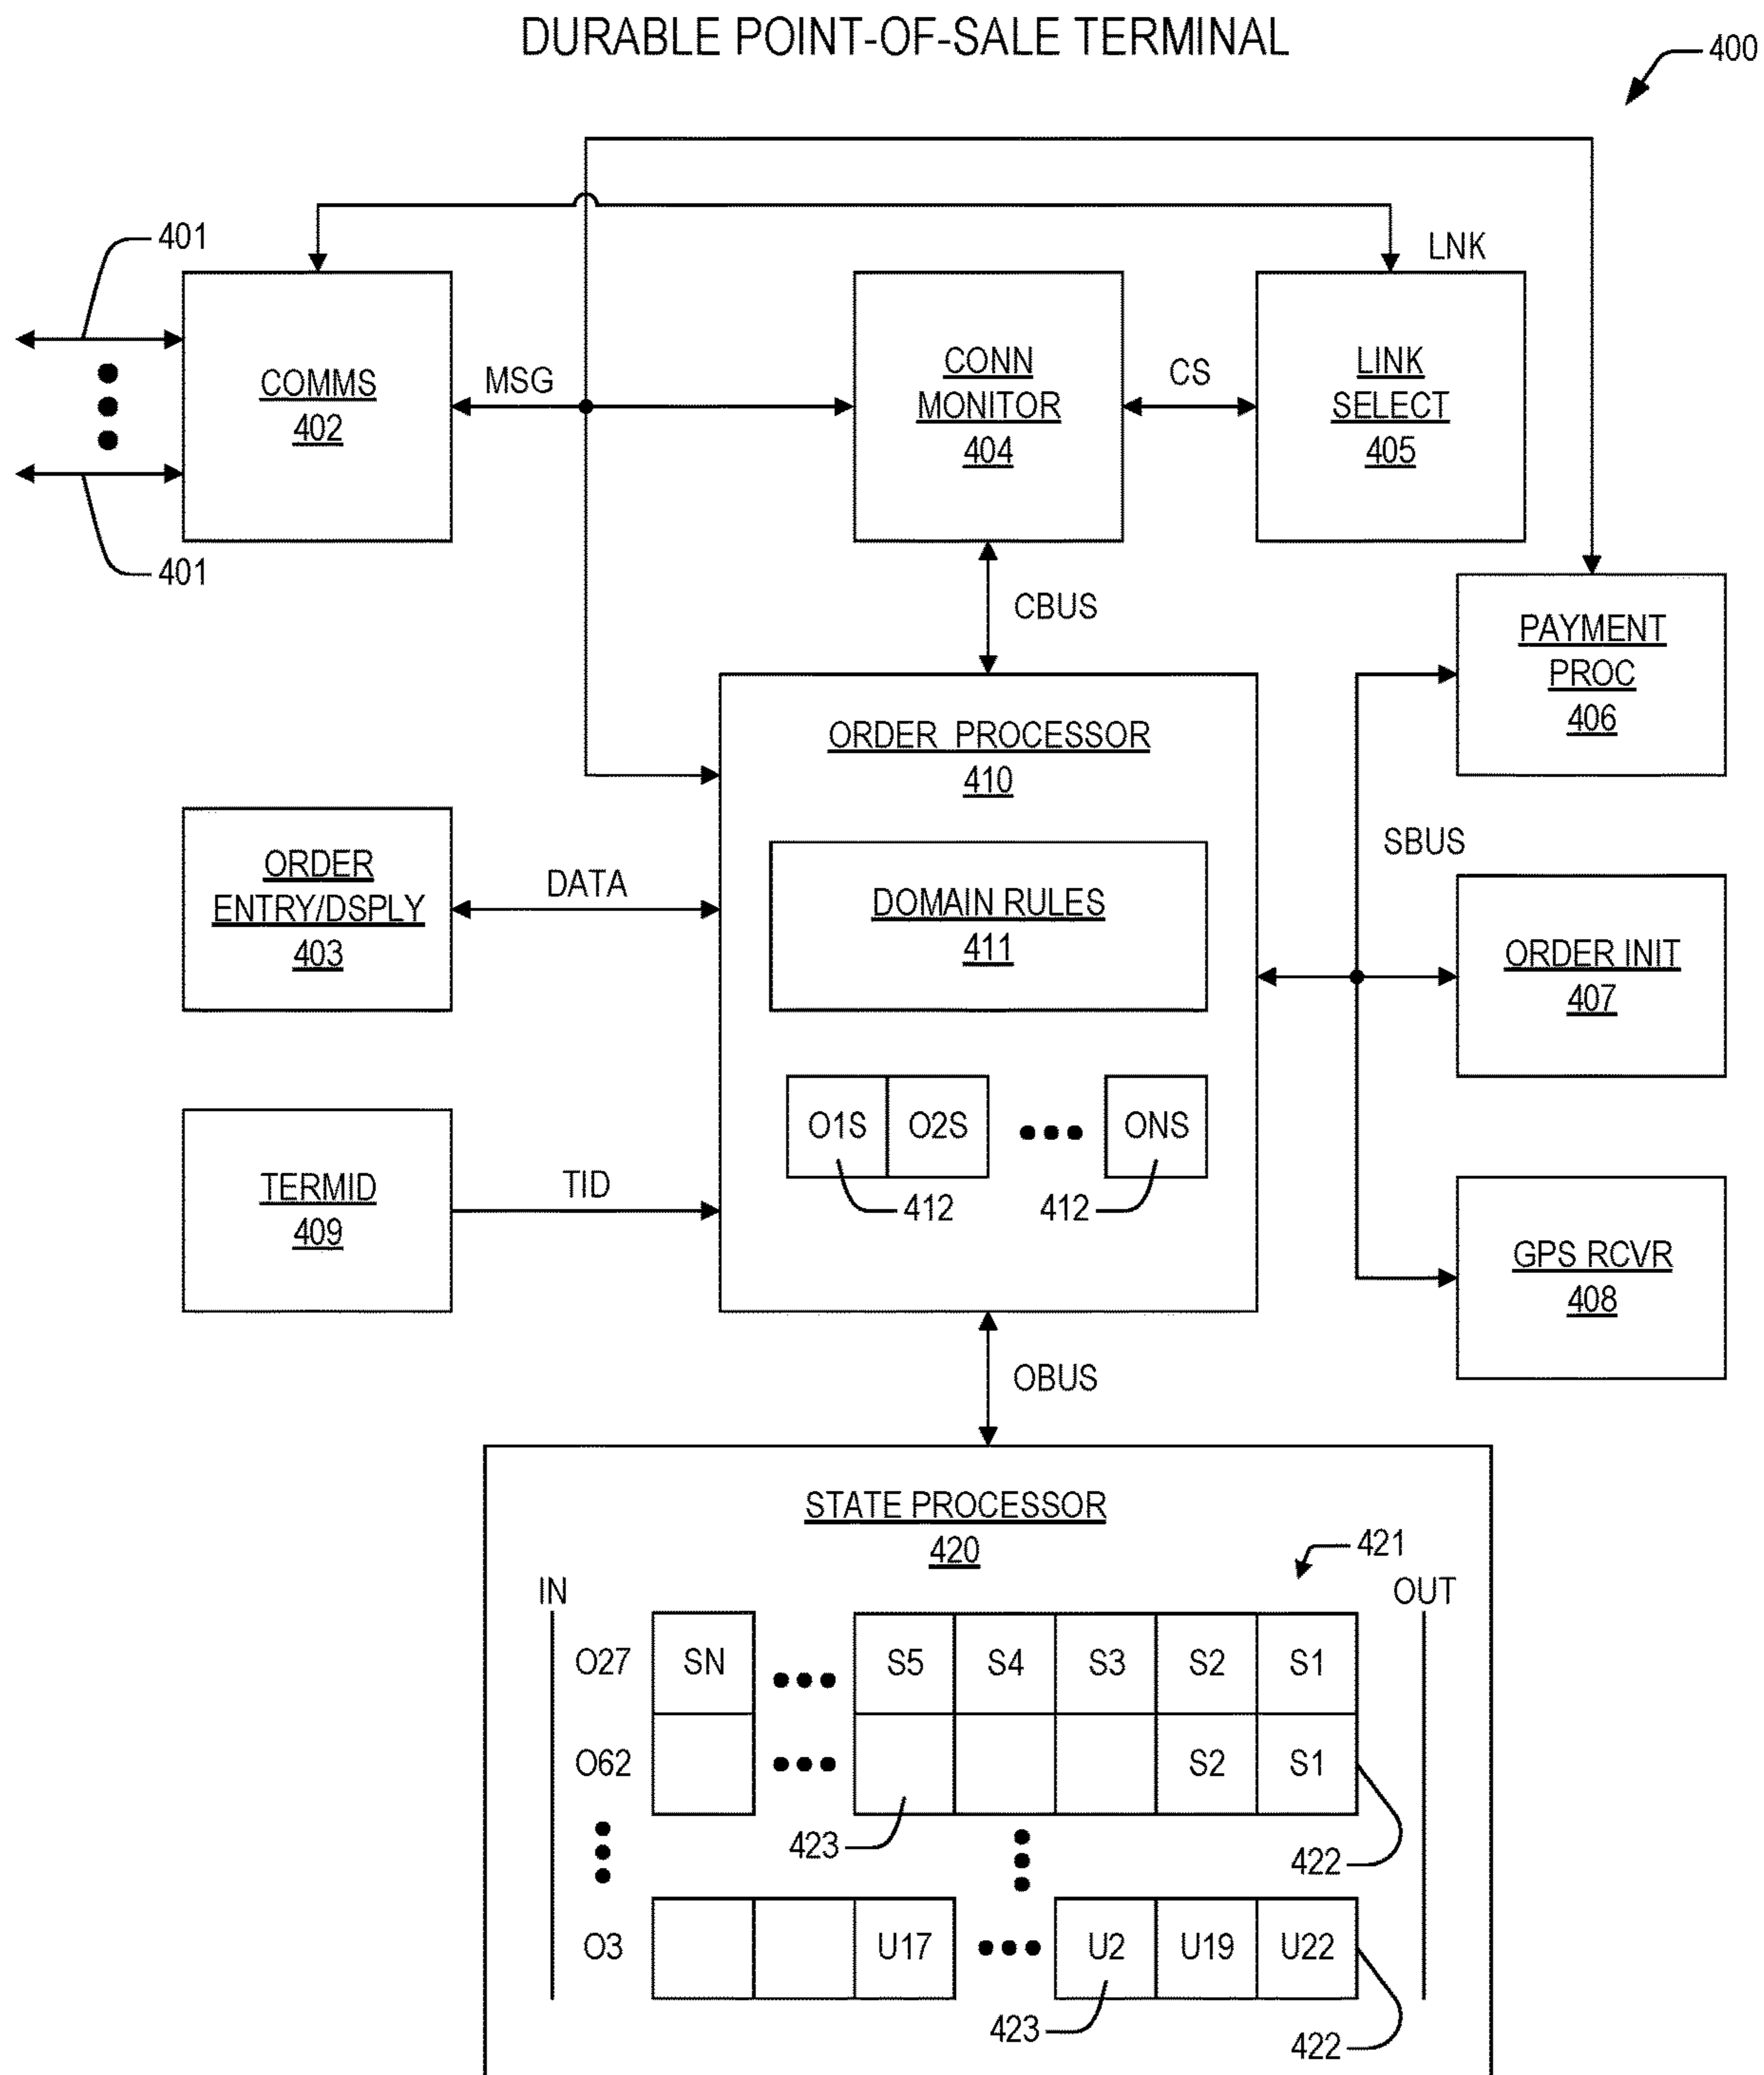 DURABLE POINT-OF-SALE TERMINAL
400
LNK
401
COMMS
402
MSG
CONN
MONITOR
404
CS
LINK
SELECT
405
401
CBUS
PAYMENT
PROC
406
ORDER PROCESSOR
410
SBUS
ORDER
ENTRY/DSPLY
403
DATA
DOMAIN RULES
411
ORDER INIT
407
O1S O2S ONS
412 412
TERMID
409
TID
GPS RCVR
408
OBUS
STATE PROCESSOR
420
421
IN OUT
O27 SN S5 S4 S3 S2 S1
O62 S2 S1
423 422
O3 U17 U2 U19 U22
423 422